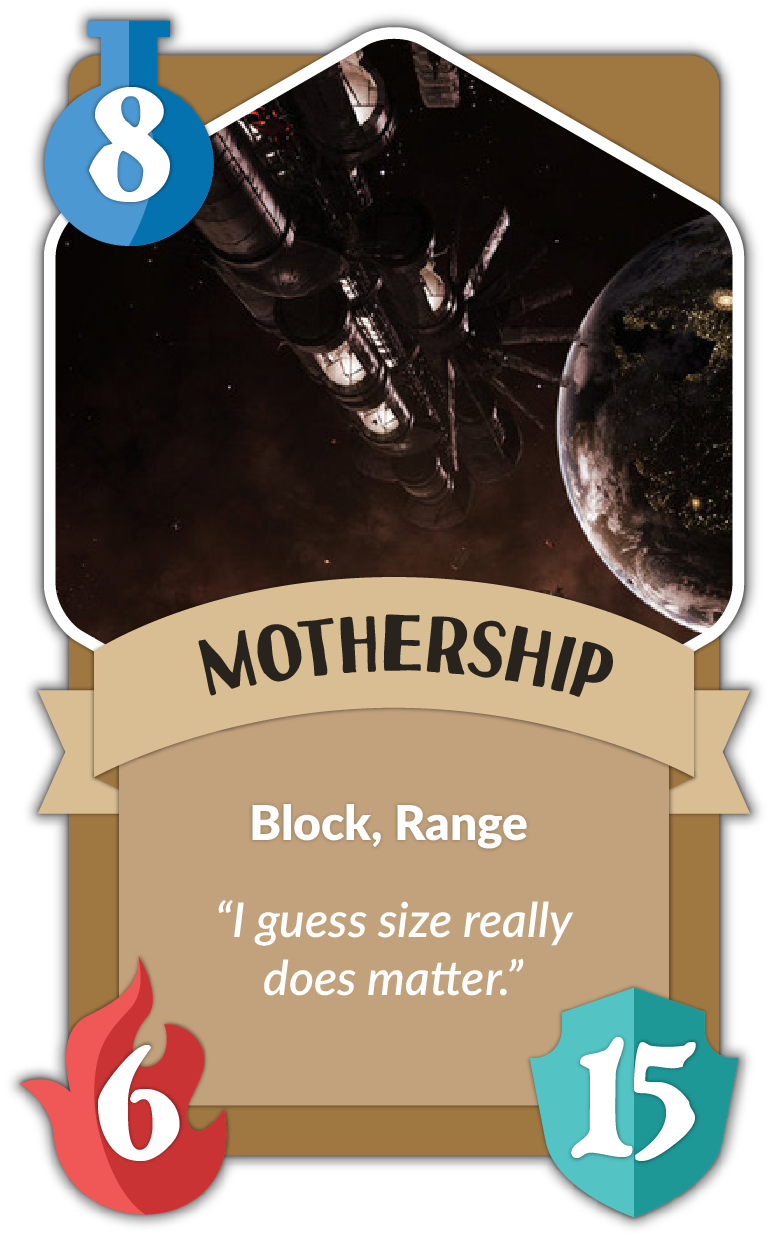 8
MOTHERSHIP
Block, Range
“I guess size really
does matter.”
6
15